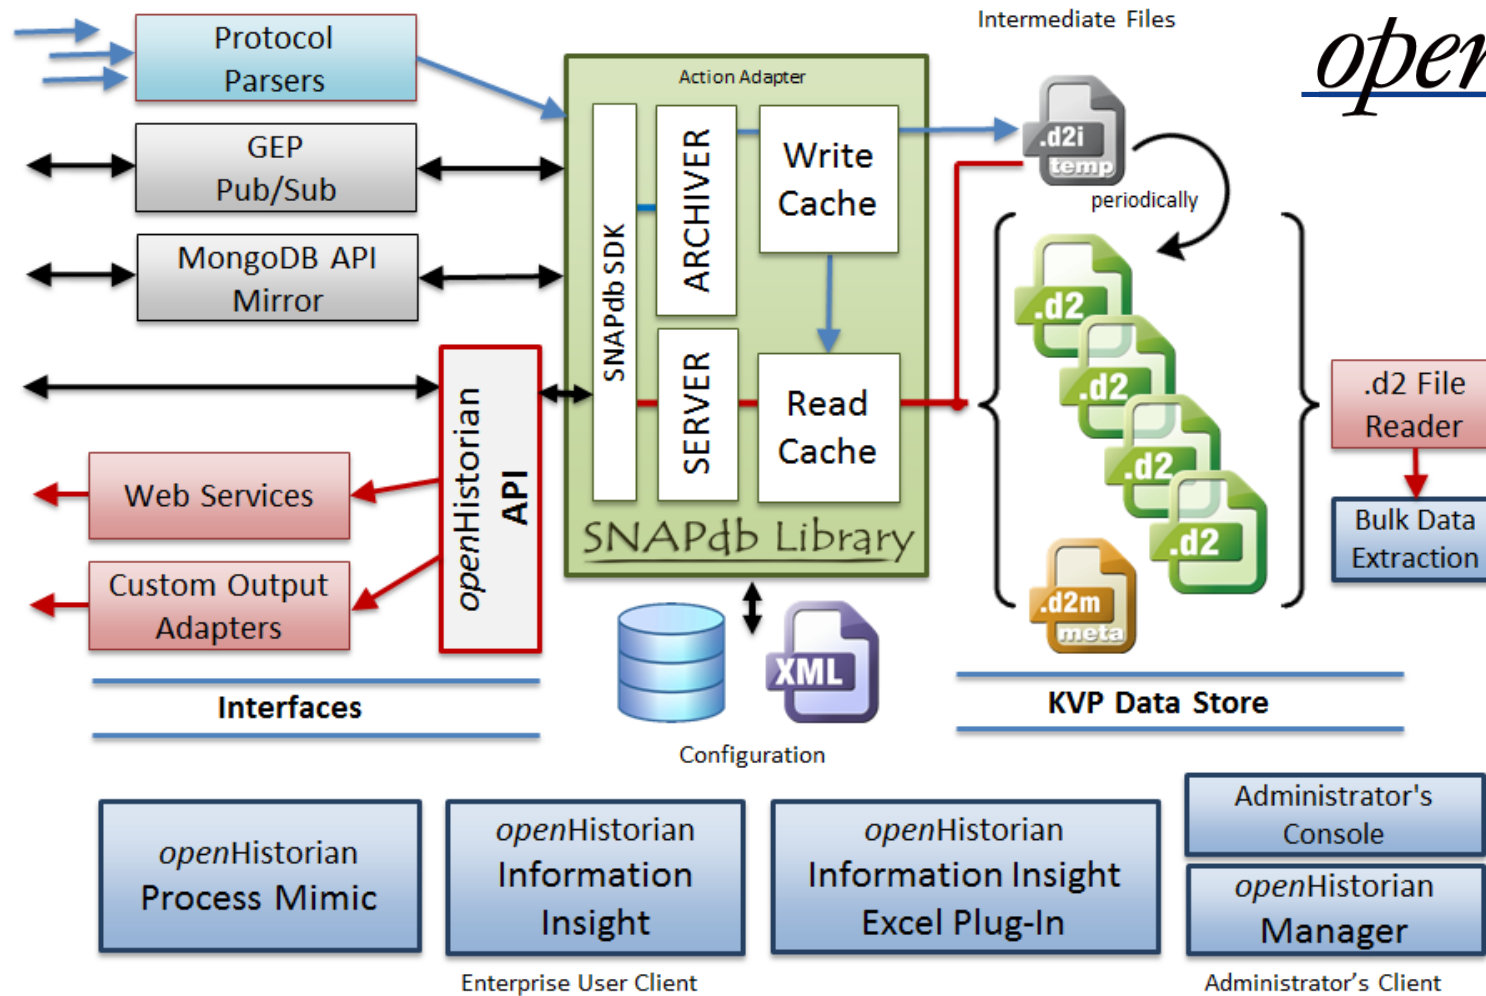 Intermediate Files
open
Protocol
Parsers
Action Adapter
GEP
Pub/Sub
MongoDB API
Mirror
SNAPdb SDK
ARCHIVER
Write
Cache
SERVER
Read
Cache
SNAPdb Library
.d2i
temp
periodically
.d2
.d2
.d2
.d2
.d2m
meta
.d2 File
Reader
Bulk Data
Extraction
openHistorian
API
Web Services
Custom Output
Adapters
XML
Interfaces
Configuration
KVP Data Store
openHistorian
Process Mimic
openHistorian
Information
Insight
openHistorian
Information Insight
Excel Plug-In
Administrator's
Console
openHistorian
Manager
Enterprise User Client
Administrator's Client